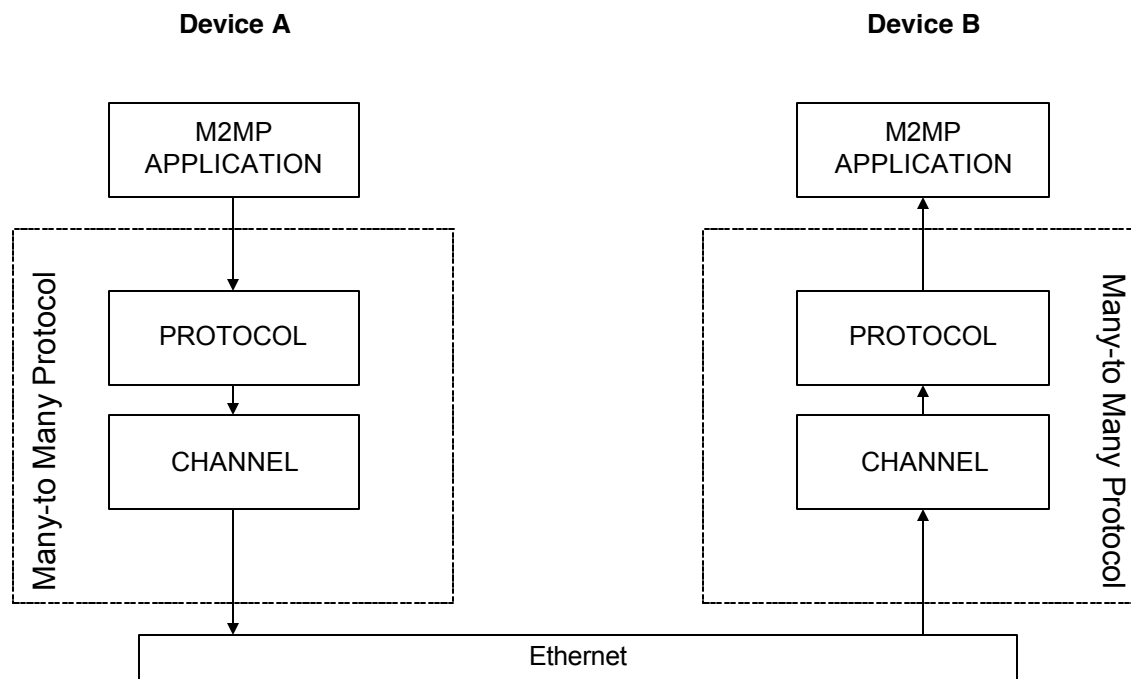 Device A
Device B
M2MP
APPLICATION
M2MP
APPLICATION
Many-to Many Protocol
PROTOCOL
CHANNEL
PROTOCOL
CHANNEL
Many-to Many Protocol
Ethernet